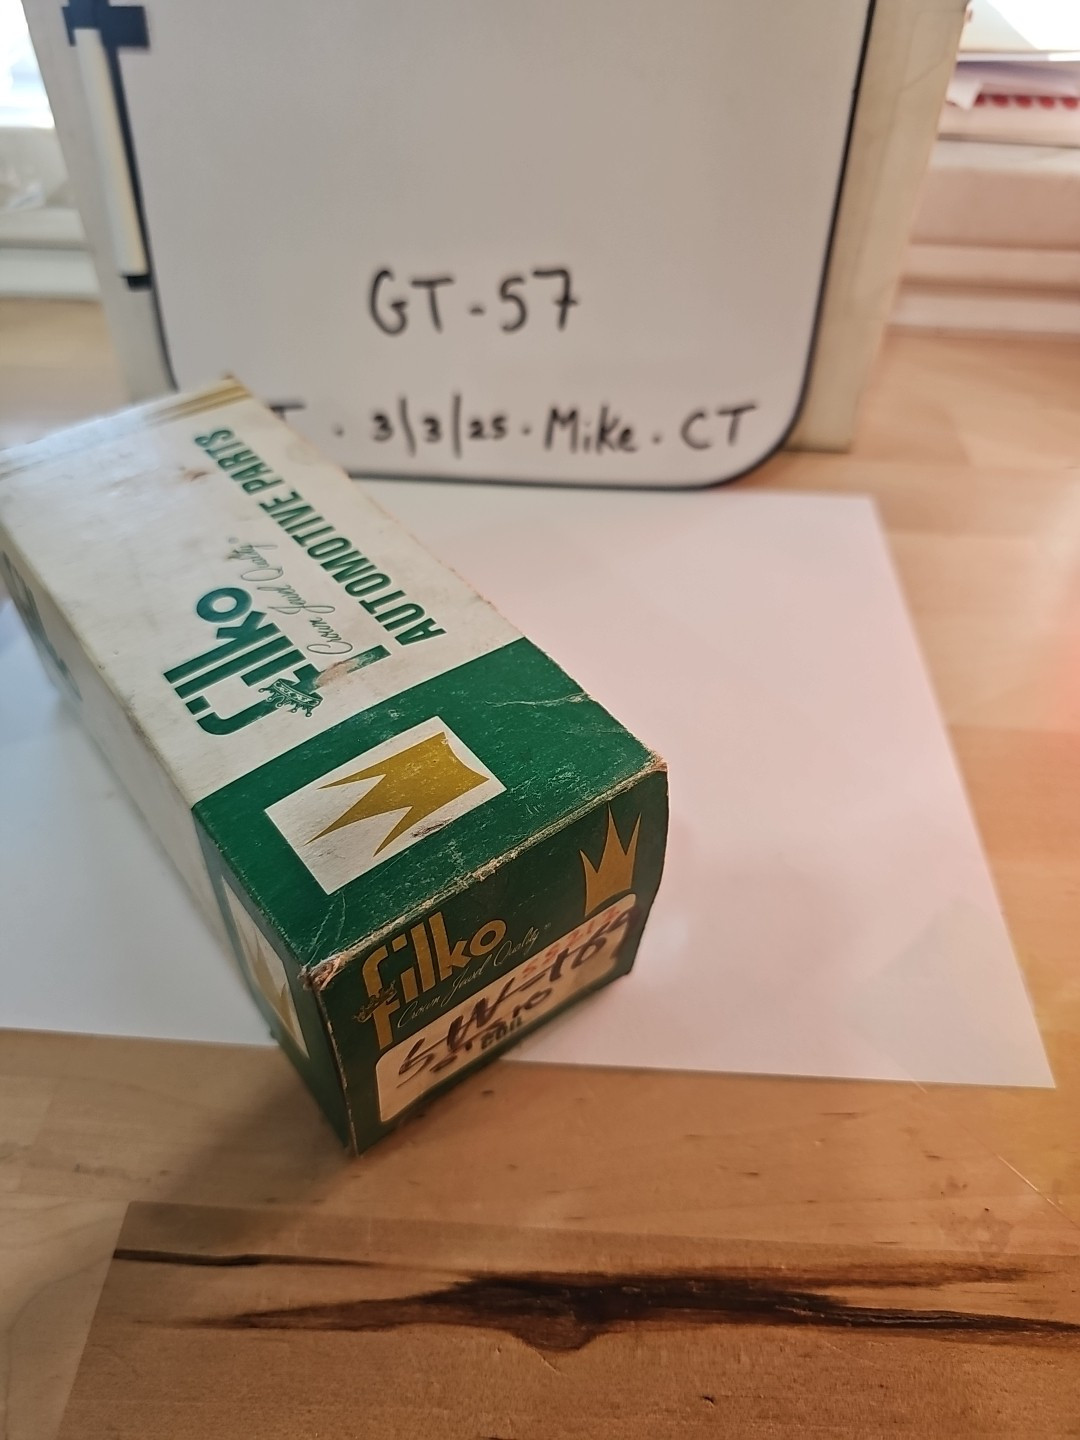 GT-57
T . 3/3/25 . Mike . CT
Filko
Crown Jewel Quality
AUTOMOTIVE PARTS
Filko
Crown Jewel Quality